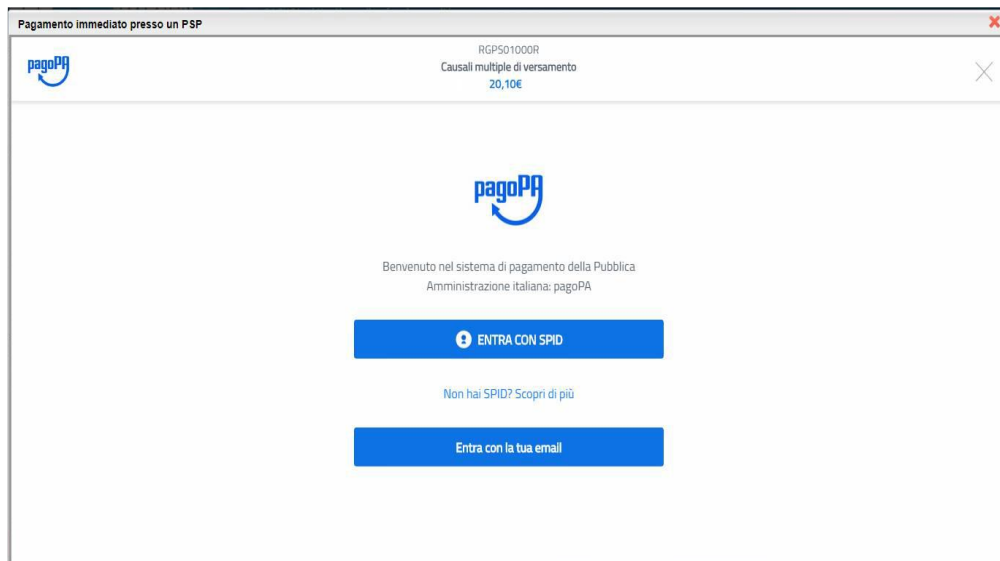 Pagamento immediato presso un PSP
pagoPA
RGPS01000R
Causali multiple di versamento
20,10€
pagoPA
Benvenuto nel sistema di pagamento della Pubblica
Amministrazione italiana: pagoPA
ENTRA CON SPID
Non hai SPID? Scopri di più
Entra con la tua email